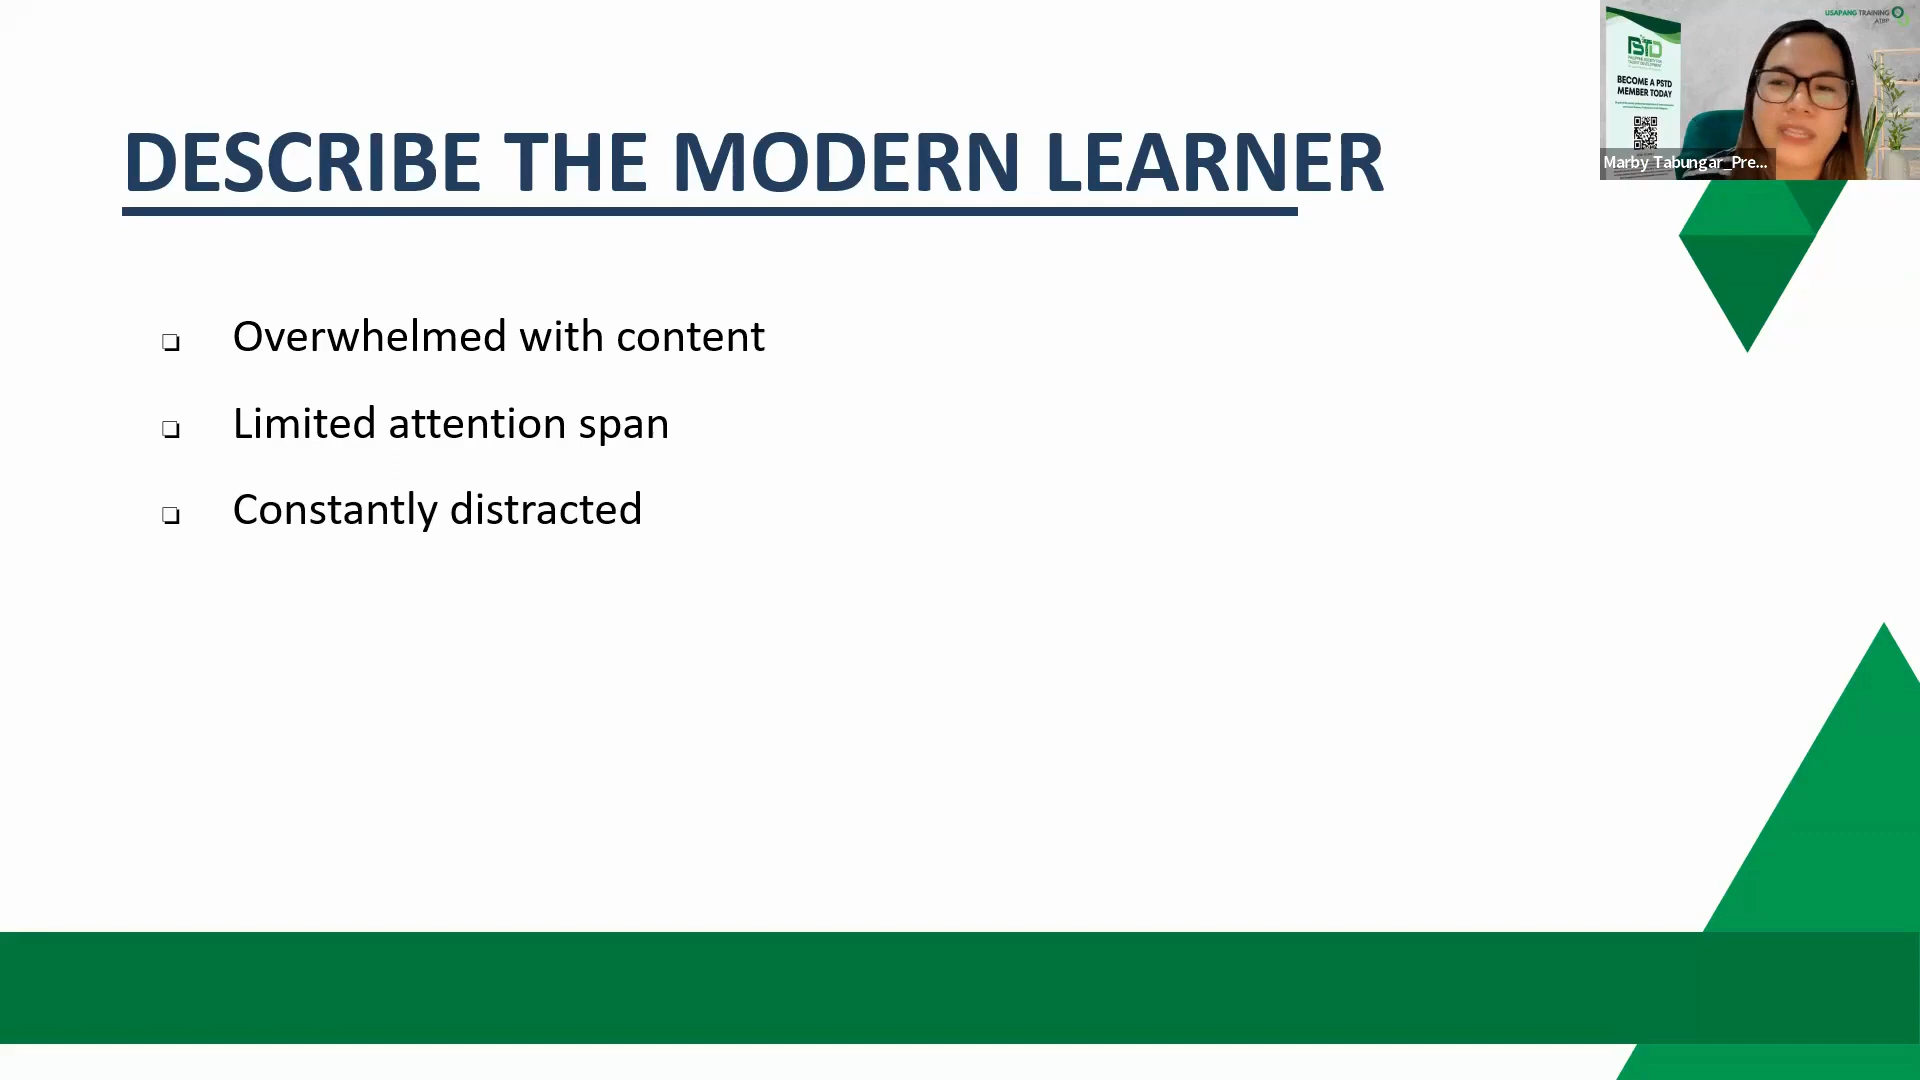 DESCRIBE THE MODERN LEARNER
Overwhelmed with content
Limited attention span
Constantly distracted
USAPANG TRAINING
ATBP
BECOME A PSTD
MEMBER TODAY
Marby Tabungar_Pre...